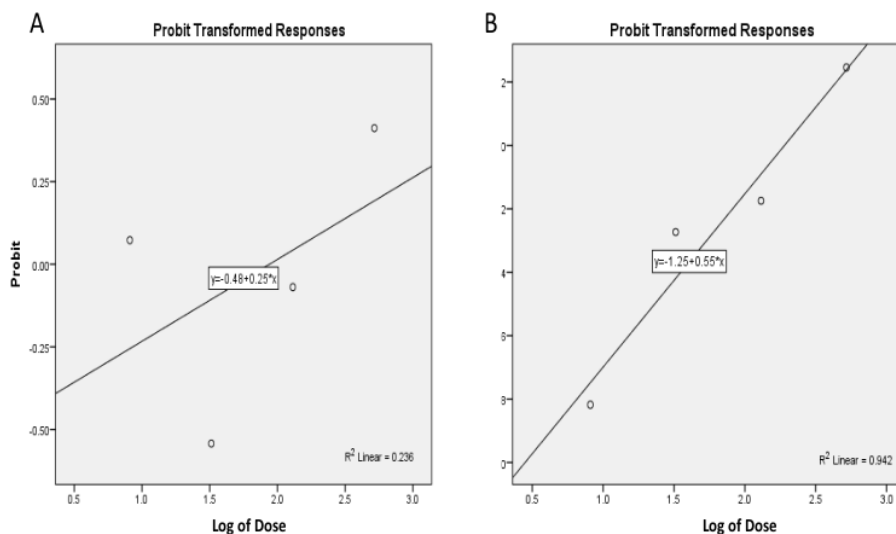 A
Probit Transformed Responses
0.50
0.25
0.00
-0.25
-0.50
Probit
y=-0.48+0.25*x
R2 Linear = 0.236
0.5 1.0 1.5 2.0 2.5 3.0
Log of Dose
B
Probit Transformed Responses
2
0
2
4
6
8
0
y=-1.25+0.55*x
R2 Linear = 0.942
0.5 1.0 1.5 2.0 2.5 3.0
Log of Dose